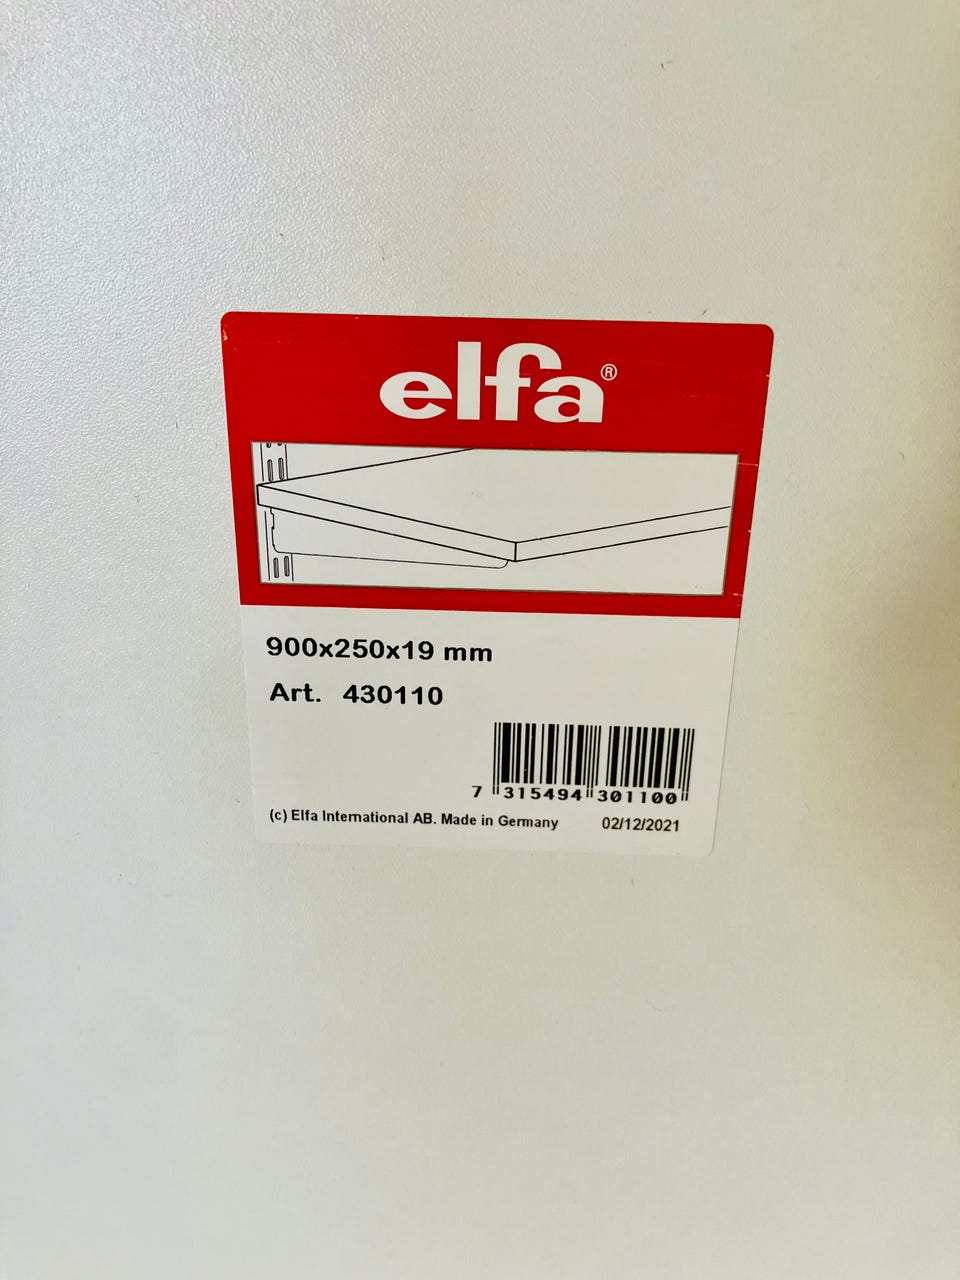 elfa®
900x250x19 mm
Art. 430110
7 315494 301100
(c) Elfa International AB. Made in Germany 02/12/2021